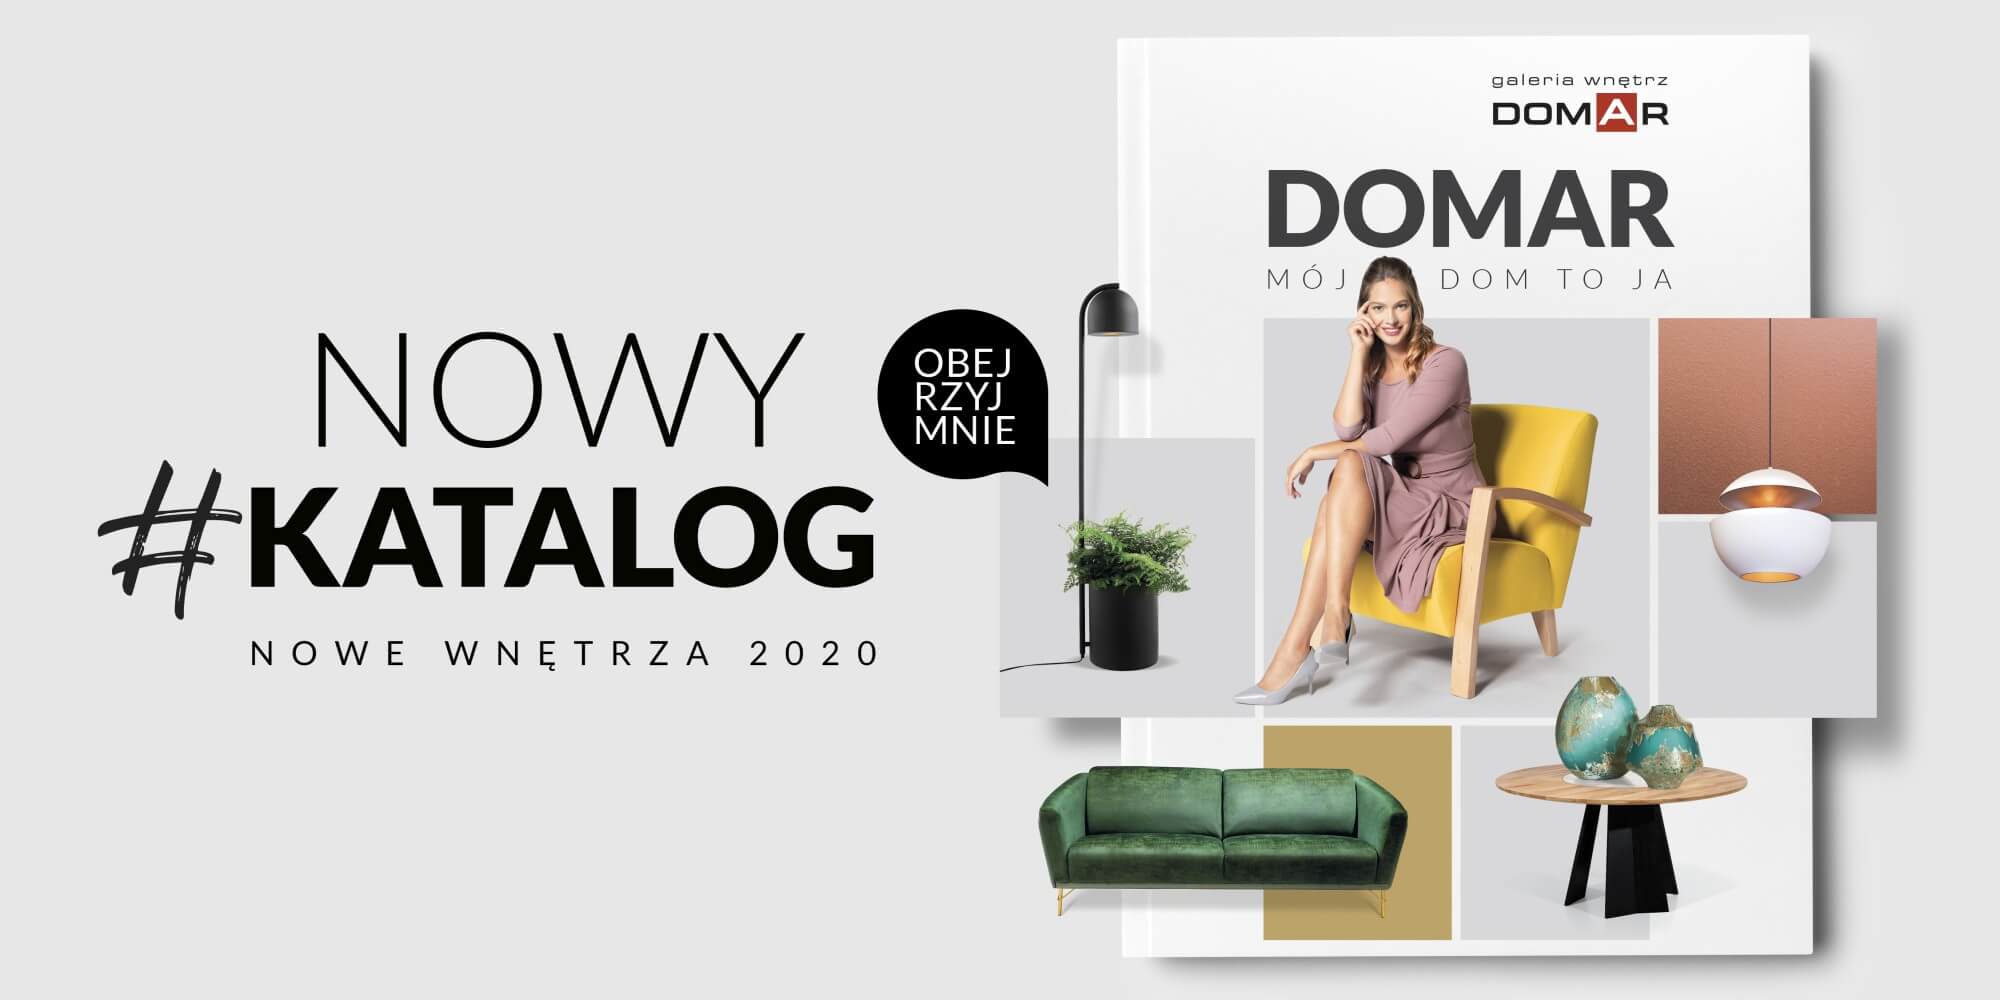 NOWY
#KATALOG
NOWE WNĘTRZA 2020
OBEJ
RZYJ
MNIE
galeria wnętrz
DOMAR
DOMAR
MÓJ DOM TO JA